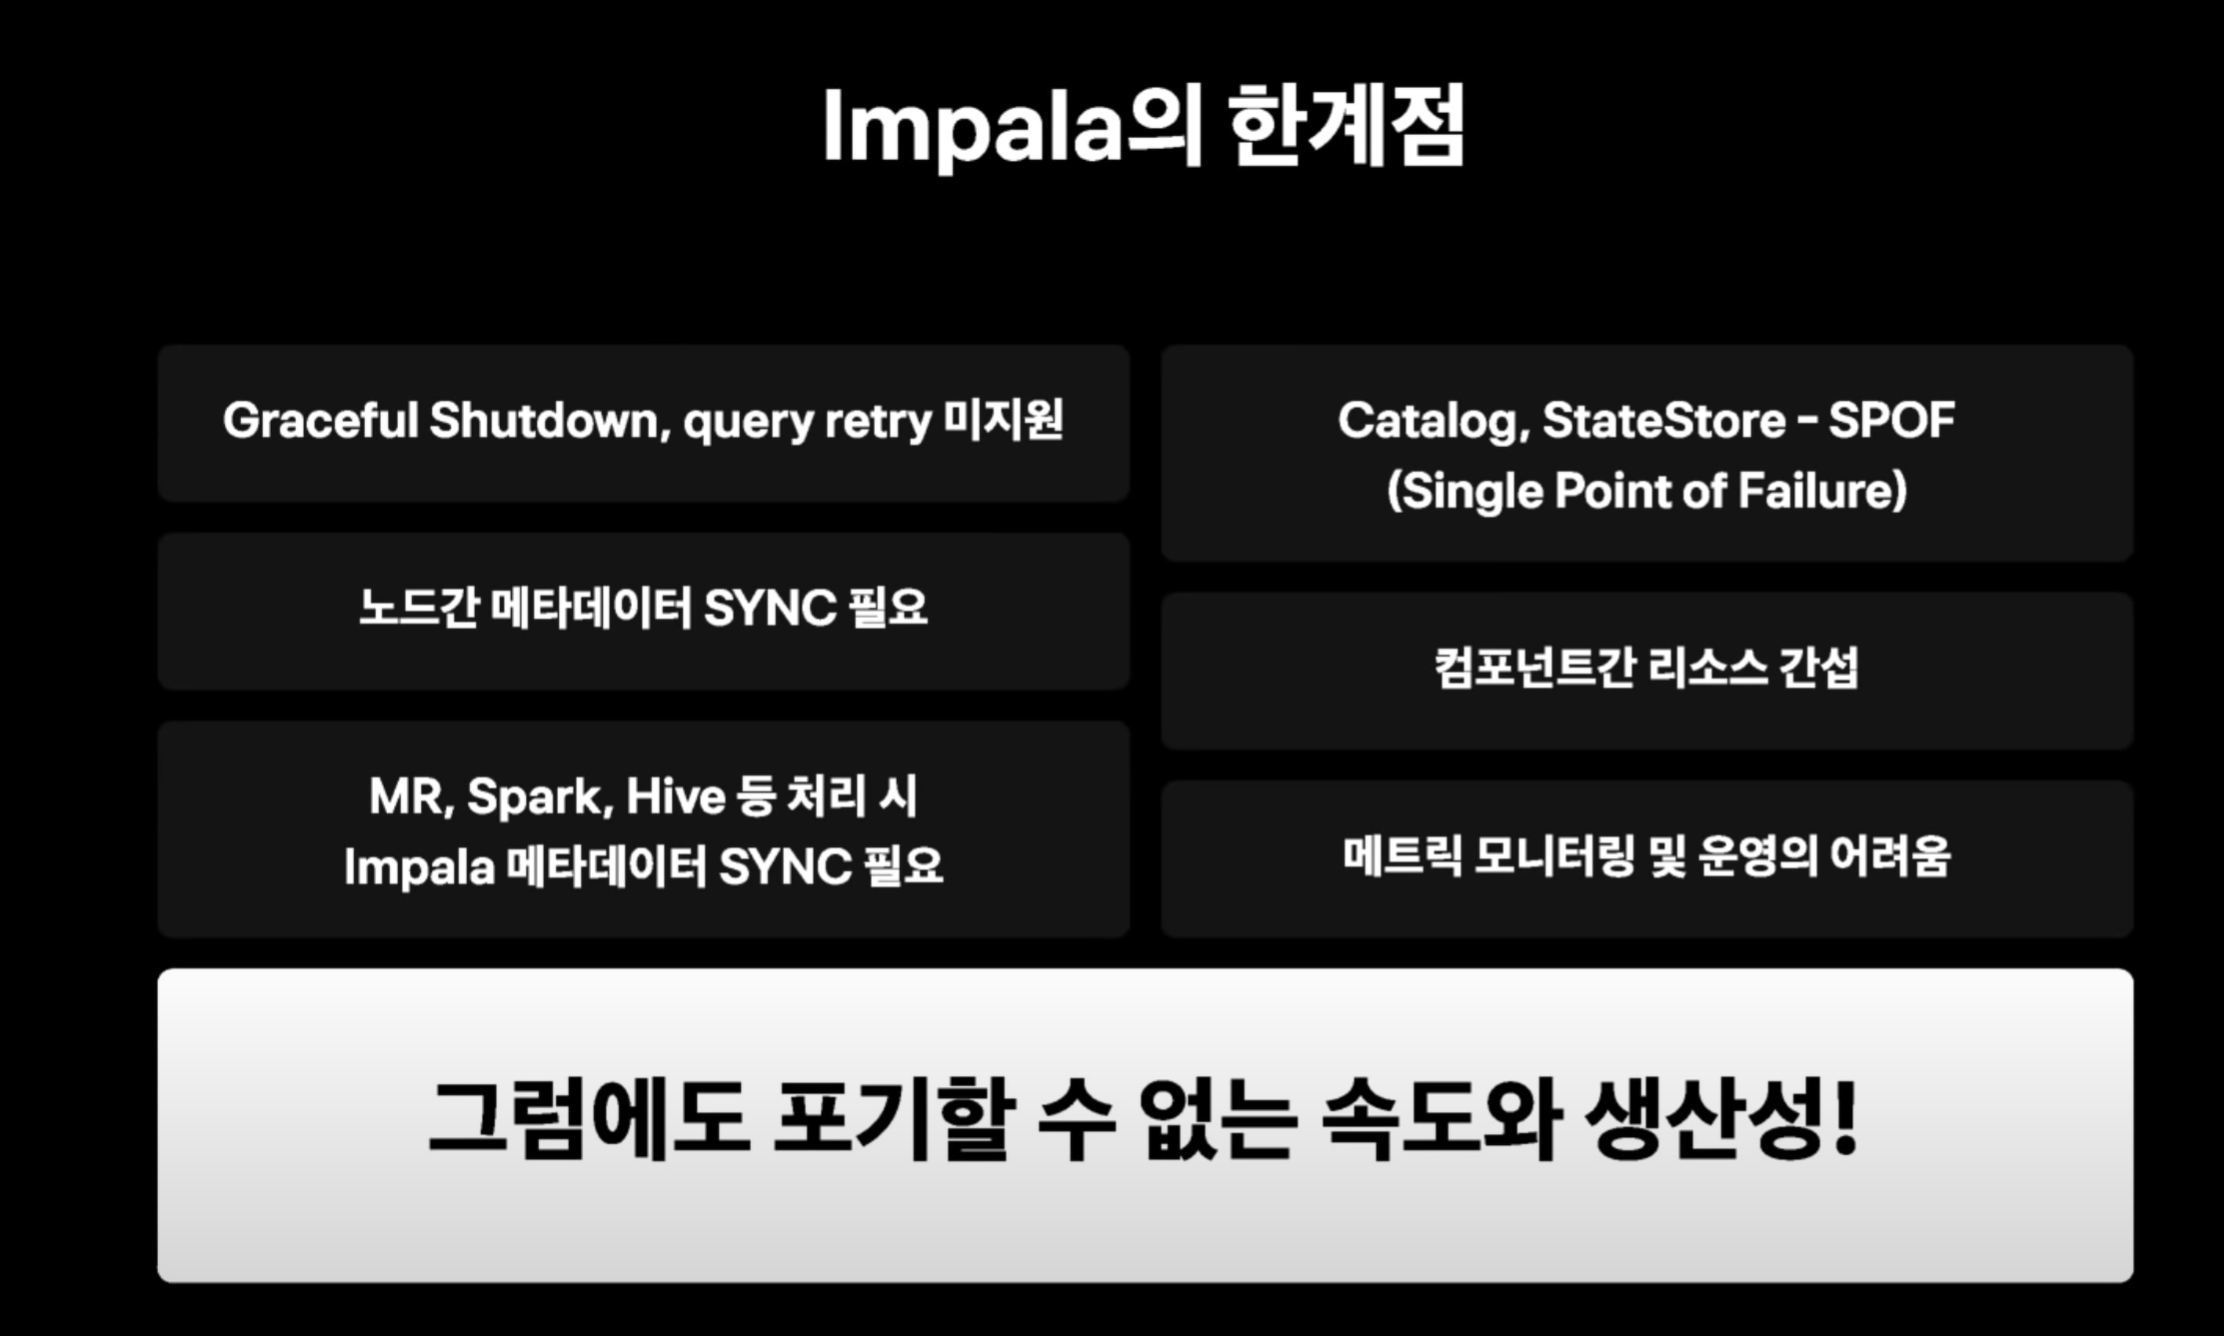 Impala의 한계점
Graceful Shutdown, query retry 미지원
노드간 메타데이터 SYNC 필요
MR, Spark, Hive 등 처리 시
Impala 메타데이터 SYNC 필요
Catalog, StateStore - SPOF
(Single Point of Failure)
컴포넌트간 리소스 간섭
메트릭 모니터링 및 운영의 어려움
그럼에도 포기할 수 없는 속도와 생산성!